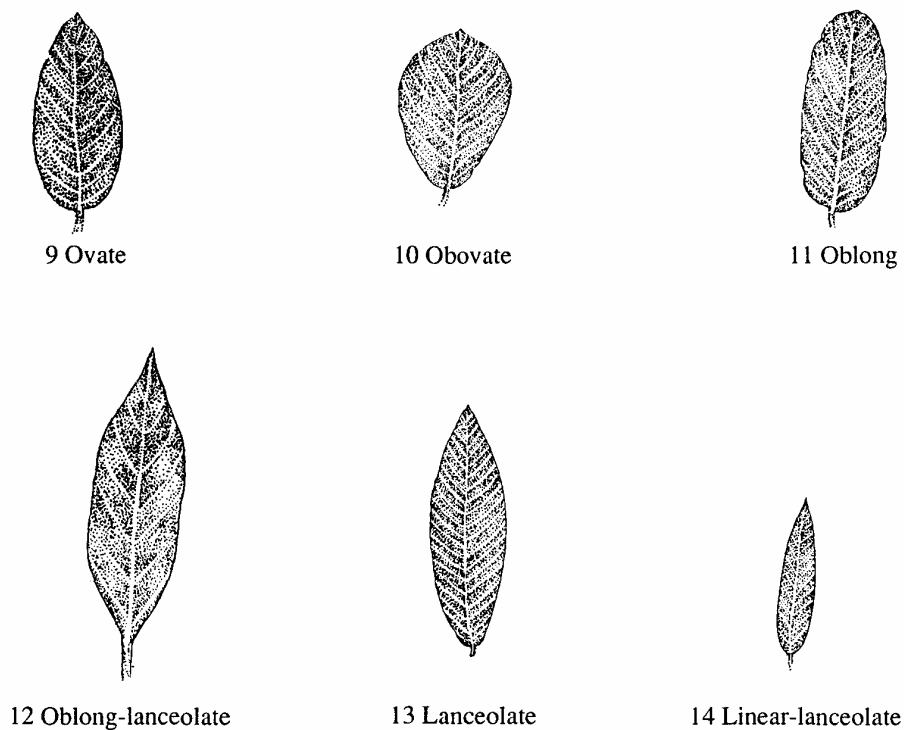 9 Ovate
10 Obovate
11 Oblong
12 Oblong-lanceolate
13 Lanceolate
14 Linear-lanceolate